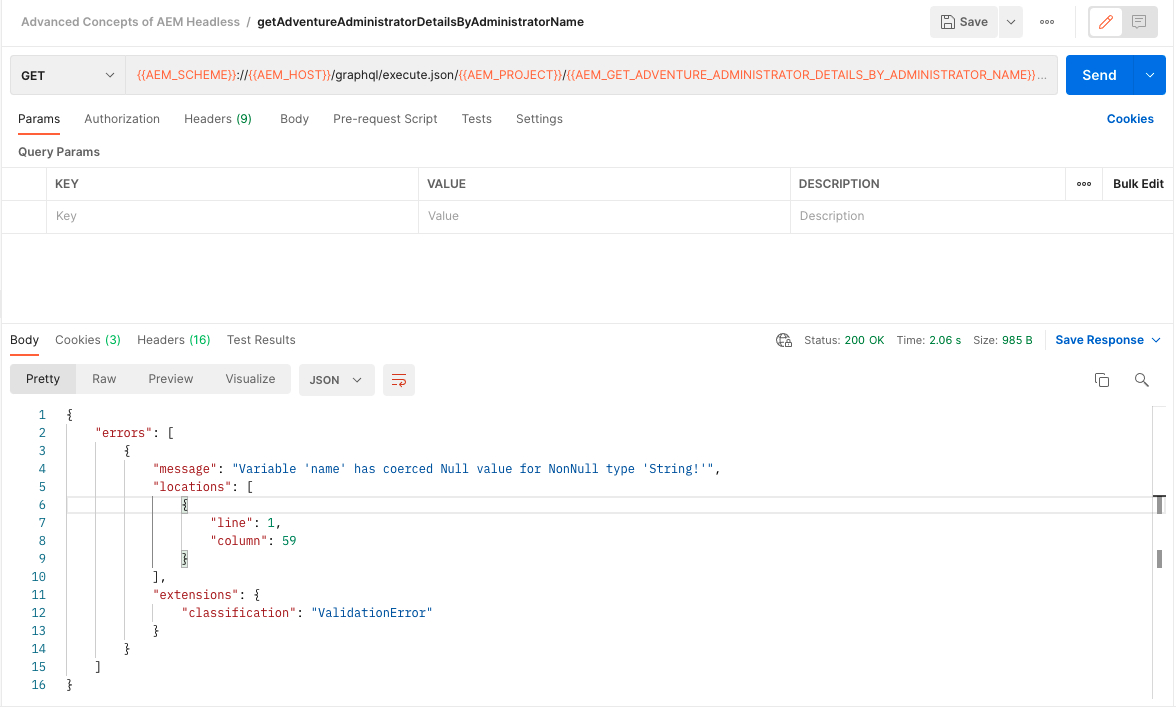 Advanced Concepts of AEM Headless / getAdventureAdministratorDetailsByAdministratorName
Save
GET {{AEM_SCHEME}}://{{AEM_HOST}}/graphql/execute.json/{{AEM_PROJECT}}/{{AEM_GET_ADVENTURE_ADMINISTRATOR_DETAILS_BY_ADMINISTRATOR_NAME}}... Send
Params Authorization Headers (9) Body Pre-request Script Tests Settings Cookies
Query Params
KEY VALUE DESCRIPTION Bulk Edit
Key Value Description
Body Cookies (3) Headers (16) Test Results Status: 200 OK Time: 2.06 s Size: 985 B Save Response
Pretty Raw Preview Visualize JSON
1 {
2 "errors": [
3 {
4 "message": "Variable 'name' has coerced Null value for NonNull type 'String!'",
5 "locations": [
6 {
7 "line": 1,
8 "column": 59
9 }
10 ],
11 "extensions": {
12 "classification": "ValidationError"
13 }
14 }
15 ]
16 }